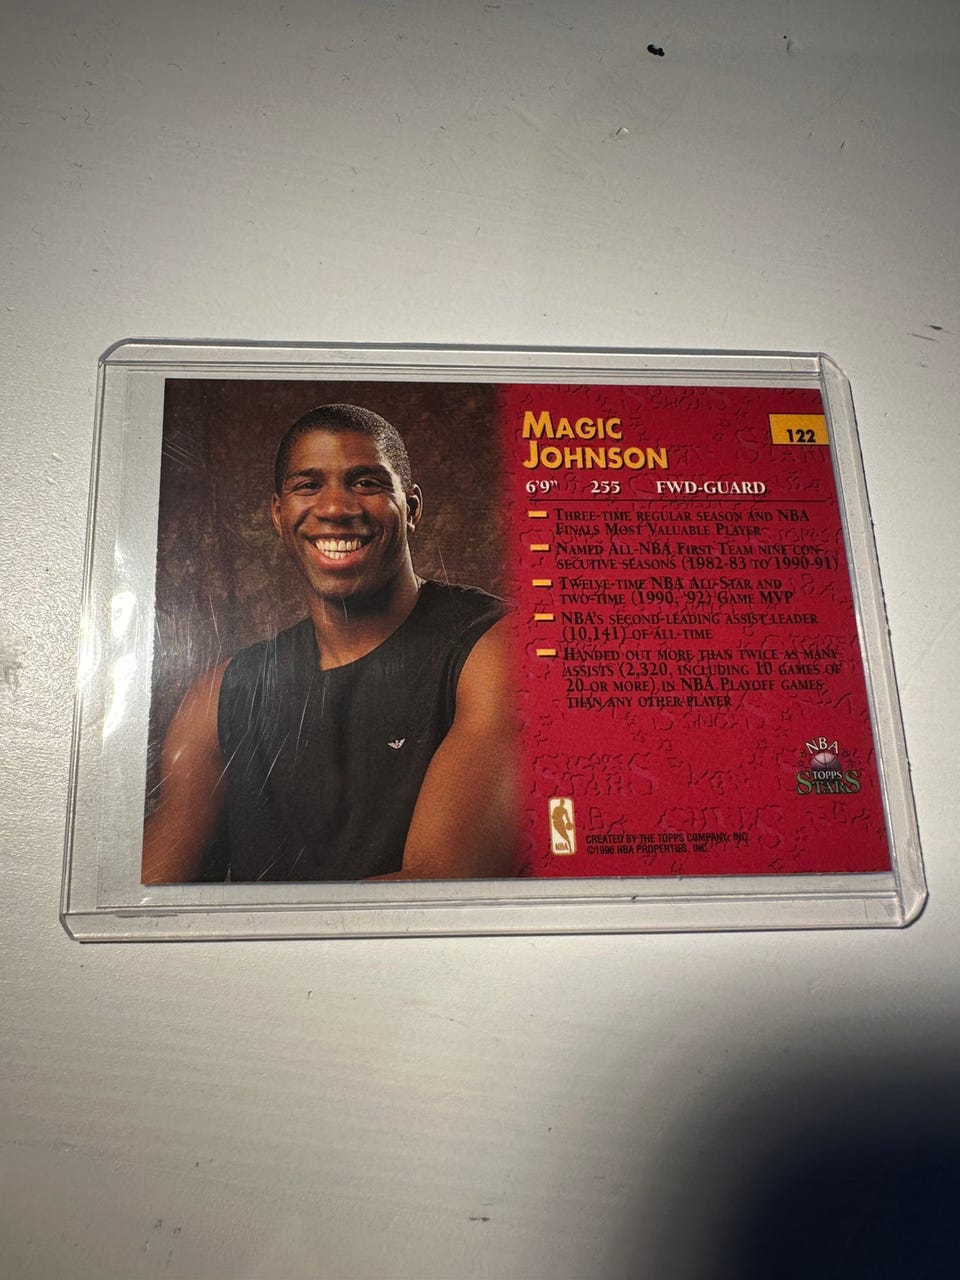 MAGIC
JOHNSON
122
6'9" 255 FWD-GUARD
THREE-TIME REGULAR SEASON AND NBA
FINALS MOST VALUABLE PLAYER
NAMED ALL-NBA FIRST TEAM NINE CON-
SECUTIVE SEASONS (1982-83 TO 1990-91)
TWELVE-TIME NBA ALL-STAR AND
TWO-TIME (1990, '92) GAME MVP
NBA'S SECOND-LEADING ASSIST LEADER
(10,141) OF ALL-TIME
HANDED OUT MORE THAN TWICE AS MANY
ASSISTS (2,320, INCLUDING 10 GAMES OF
20 OR MORE) IN NBA PLAYOFF GAMES
THAN ANY OTHER PLAYER
NBA
TOPPS
STARS
NBA
CREATED BY THE TOPPS COMPANY, INC.
©1996 NBA PROPERTIES, INC.